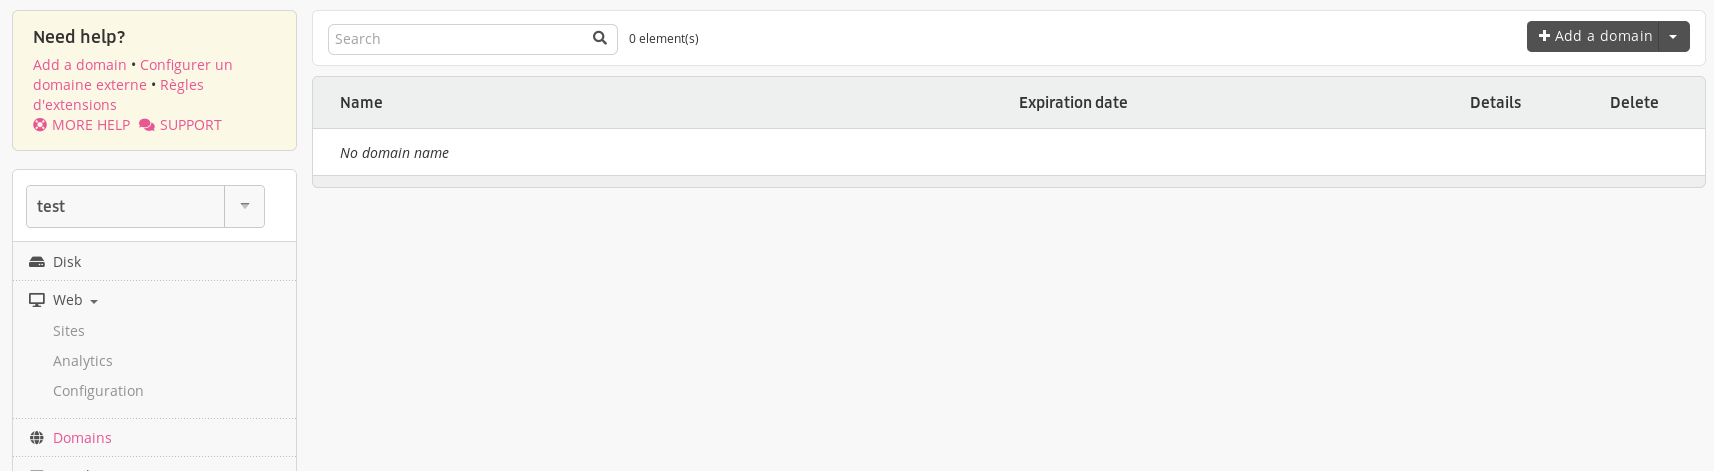 Need help?
Add a domain • Configurer un
domaine externe • Règles
d'extensions
MORE HELP SUPPORT
test
Disk
Web
Sites
Analytics
Configuration
Domains
Search 0 element(s) Add a domain
Name Expiration date Details Delete
No domain name